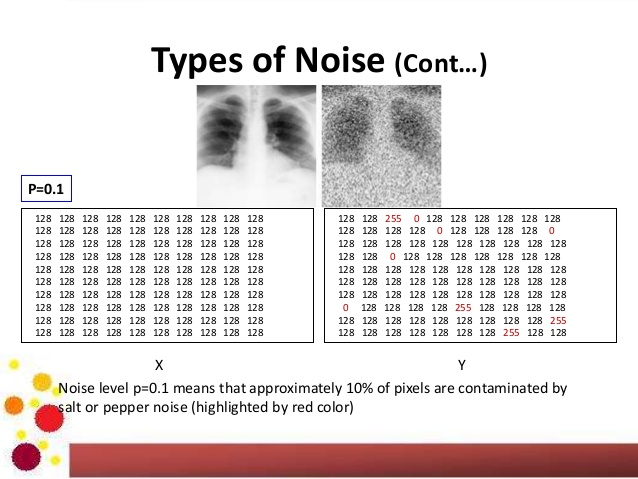 Types of Noise (Cont…)
P=0.1
128 128 128 128 128 128 128 128 128 128
128 128 128 128 128 128 128 128 128 128
128 128 128 128 128 128 128 128 128 128
128 128 128 128 128 128 128 128 128 128
128 128 128 128 128 128 128 128 128 128
128 128 128 128 128 128 128 128 128 128
128 128 128 128 128 128 128 128 128 128
128 128 128 128 128 128 128 128 128 128
128 128 128 128 128 128 128 128 128 128
128 128 128 128 128 128 128 128 128 128
128 128 255 0 128 128 128 128 128 128
128 128 128 128 0 128 128 128 128 0
128 128 128 128 128 128 128 128 128 128
128 128 0 128 128 128 128 128 128 128
128 128 128 128 128 128 128 128 128 128
128 128 128 128 128 128 128 128 128 128
128 128 128 128 128 128 128 128 128 128
0 128 128 128 128 255 128 128 128 128
128 128 128 128 128 128 128 128 128 255
128 128 128 128 128 128 128 255 128 128
X
Y
Noise level p=0.1 means that approximately 10% of pixels are contaminated by
salt or pepper noise (highlighted by red color)